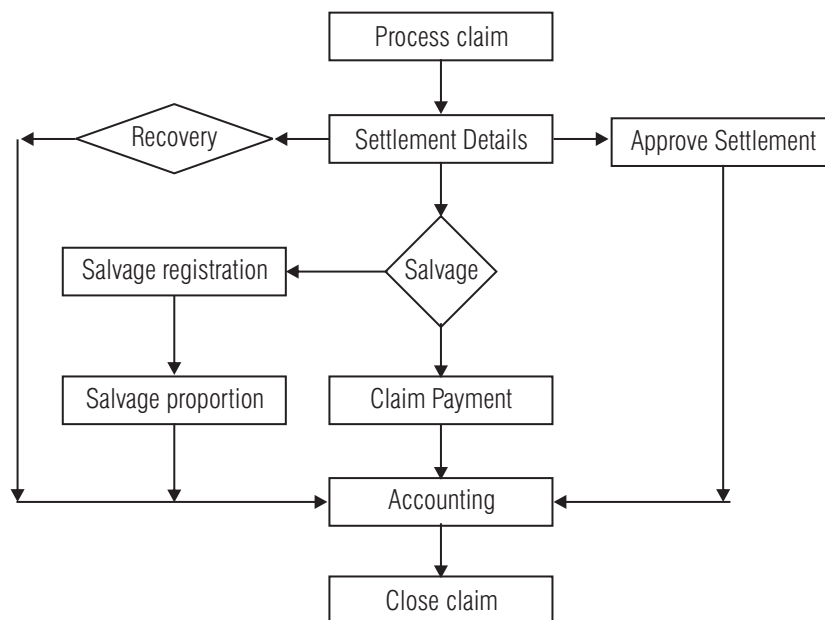 Process claim
Recovery
Settlement Details
Approve Settlement
Salvage registration
Salvage
Salvage proportion
Claim Payment
Accounting
Close claim